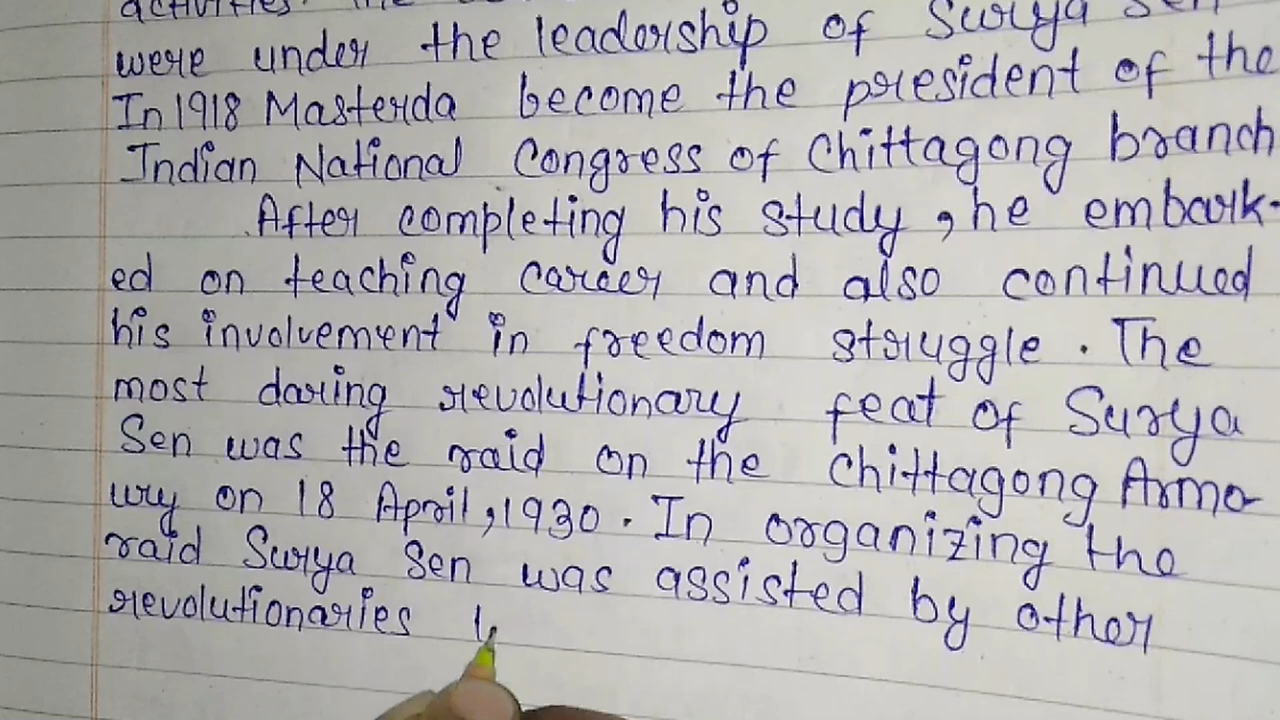 activities. The
were under the leadership of Surya Sen
In 1918 Masterda become the president of the
Indian National Congress of Chittagong branch
After completing his study, he embark-
ed on teaching career and also continued
his involvement in freedom struggle. The
most daring revolutionary feat of Surya
Sen was the raid on the Chittagong Armo
ury on 18 April, 1930. In organizing the
raid Surya Sen was assisted by other
revolutionaries